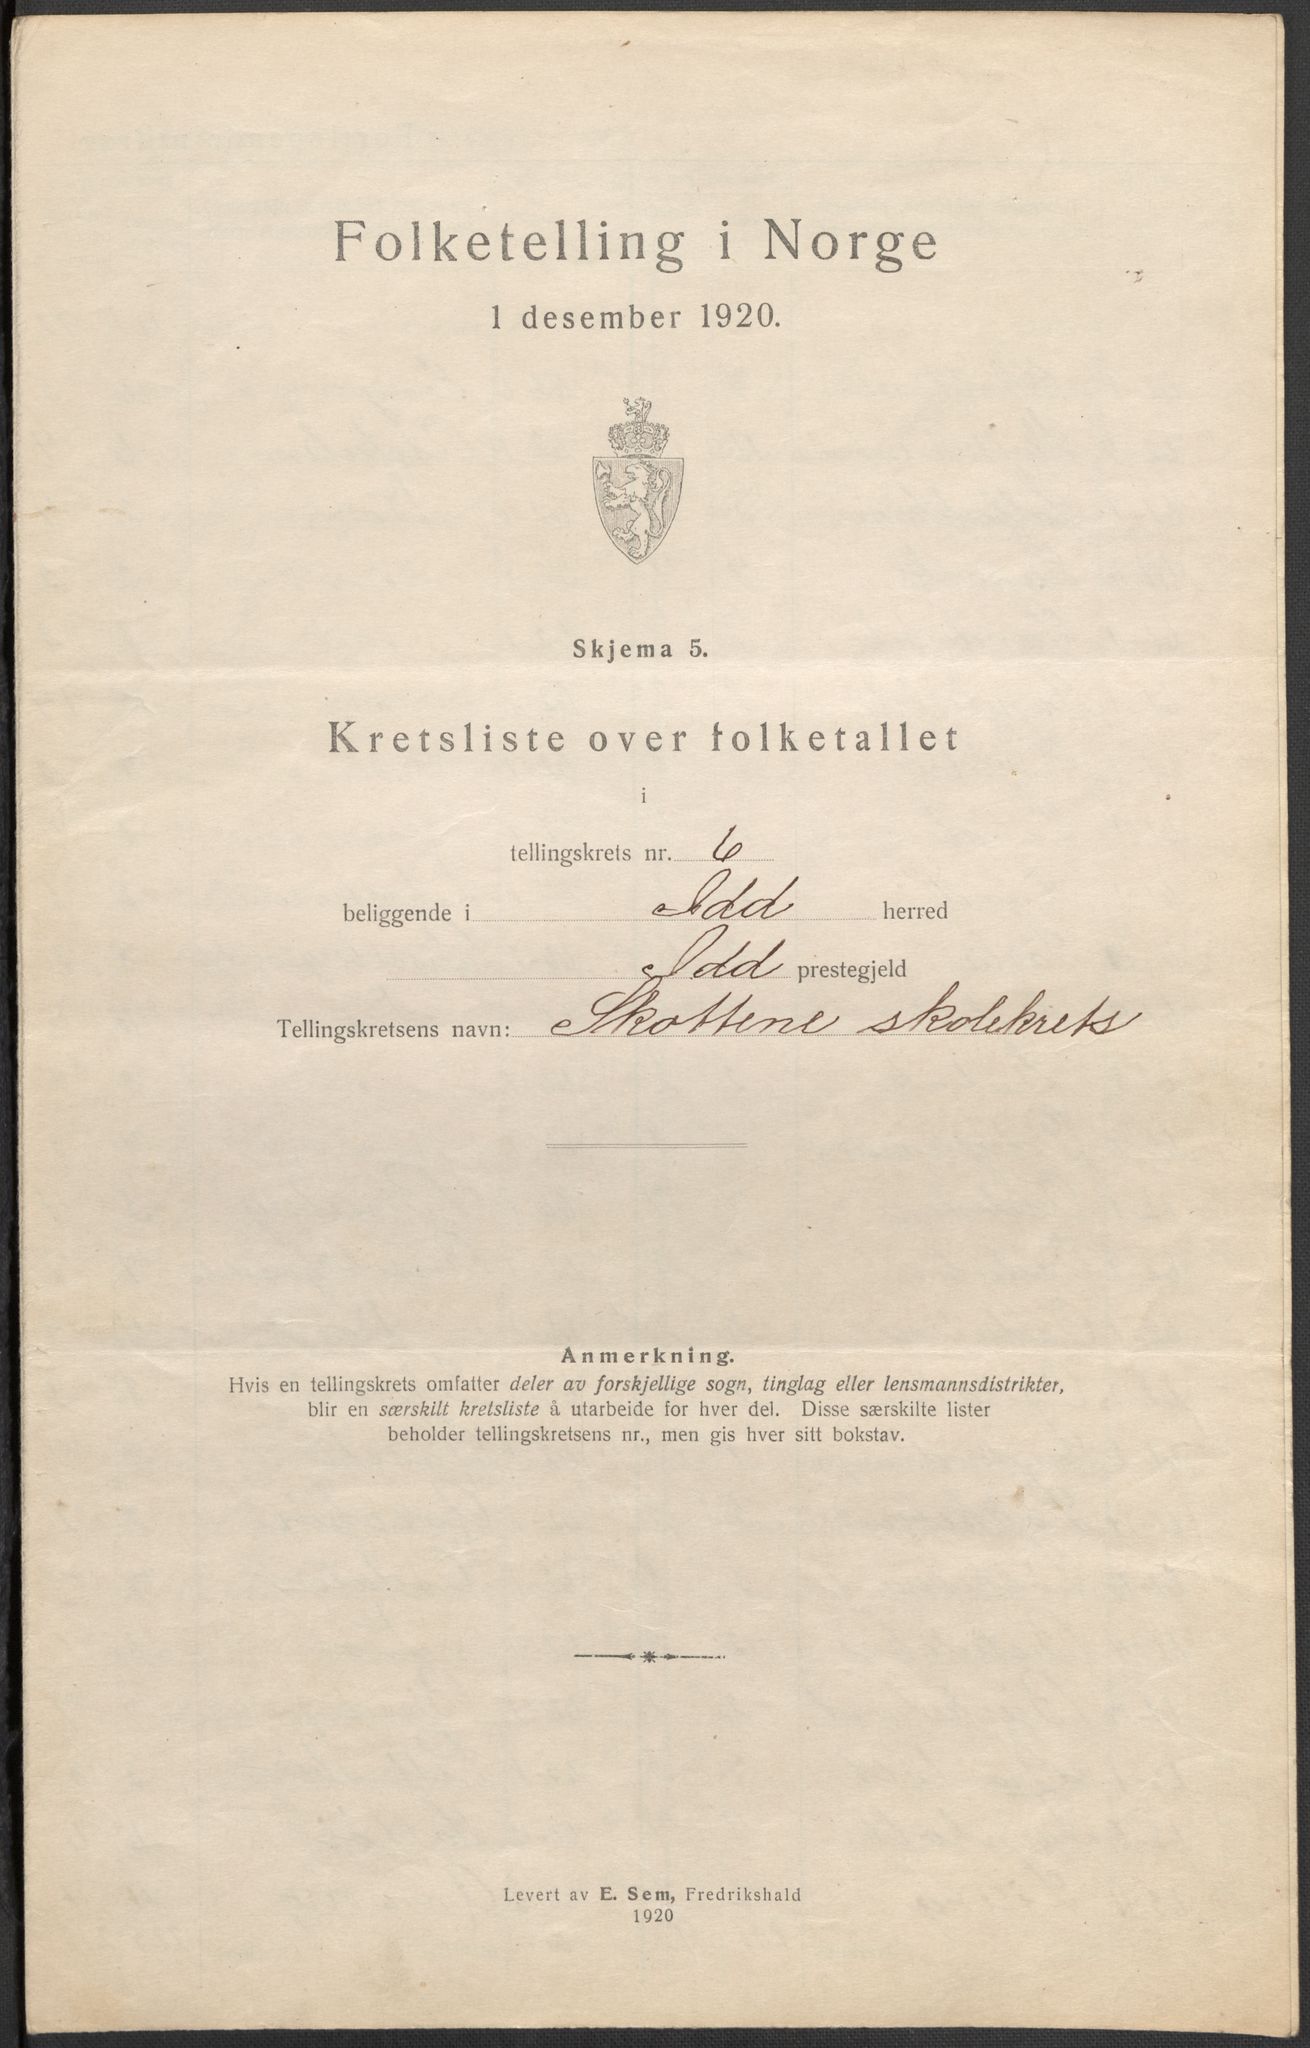 Folketelling i Norge
1 desember 1920.
Skjema 5.
Kretsliste over folketallet
i
tellingskrets nr. 6
beliggende i Idd herred
Idd prestegjeld
Tellingskretsens navn: Skottene skolekrets
Anmerkning.
Hvis en tellingskrets omfatter deler av forskjellige sogn, tinglag eller lensmannsdistrikter,
blir en særskilt kretsliste å utarbeide for hver del. Disse særskilte lister
beholder tellingskretsens nr., men gis hver sitt bokstav.
Levert av E. Sem, Fredrikshald
1920